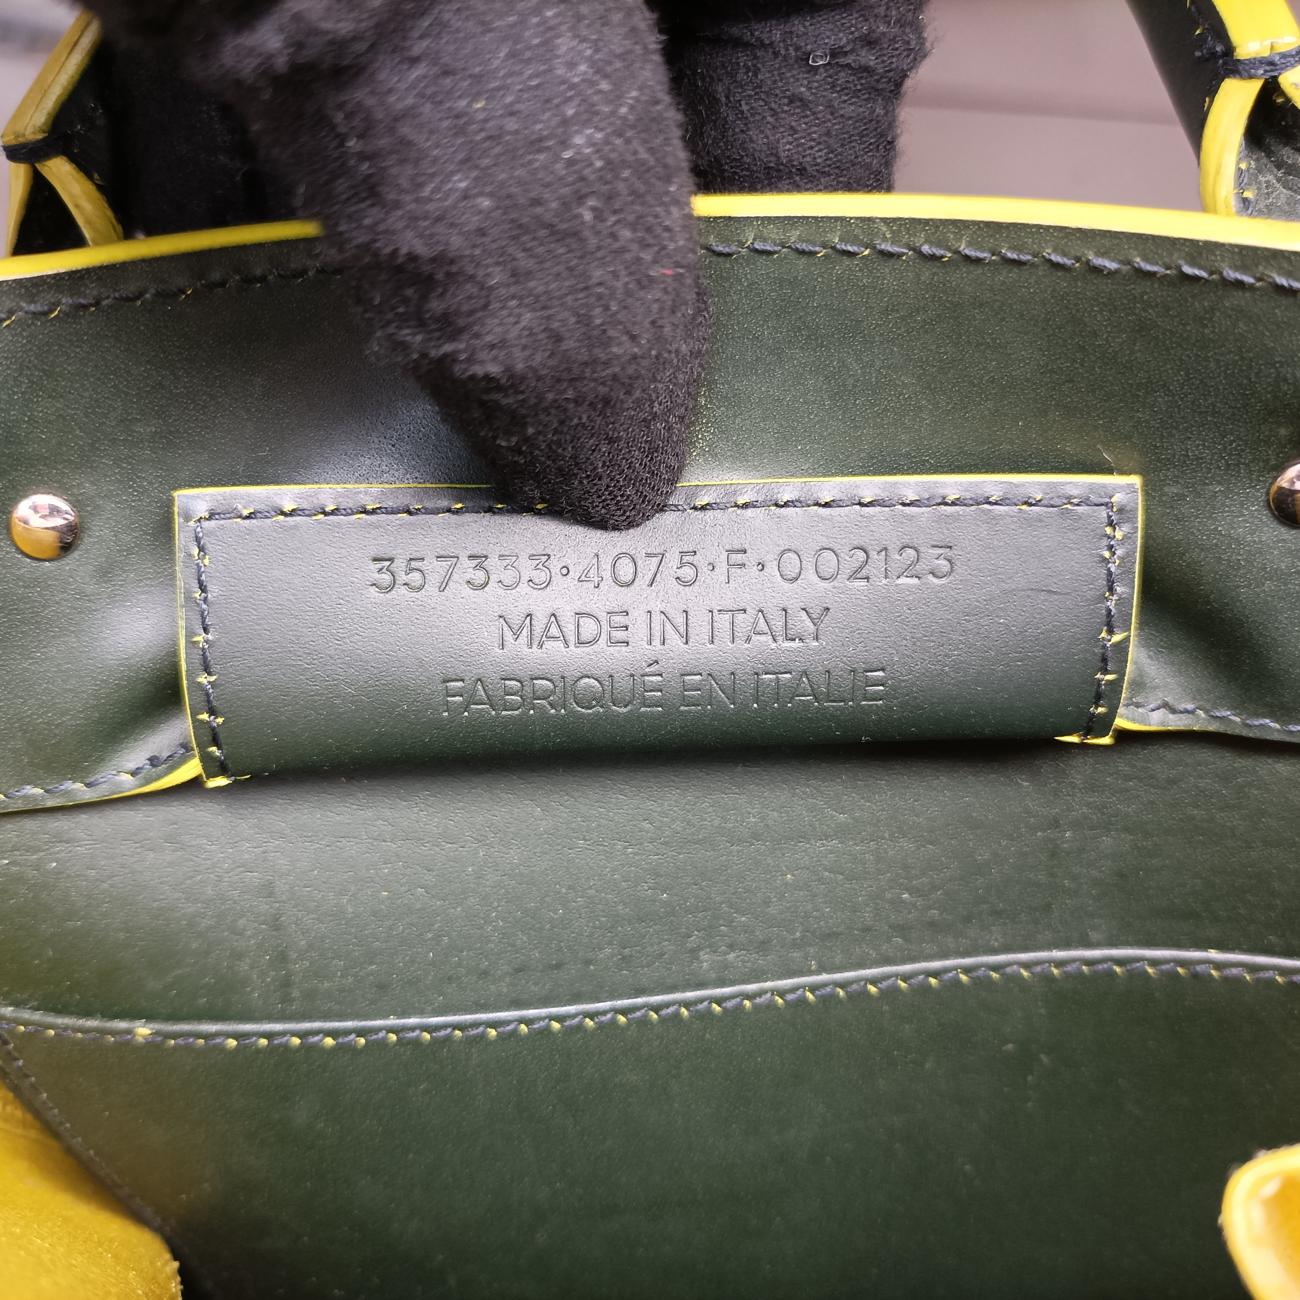 357333·4075·F·002123
MADE IN ITALY
FABRIQUÉ EN ITALIE